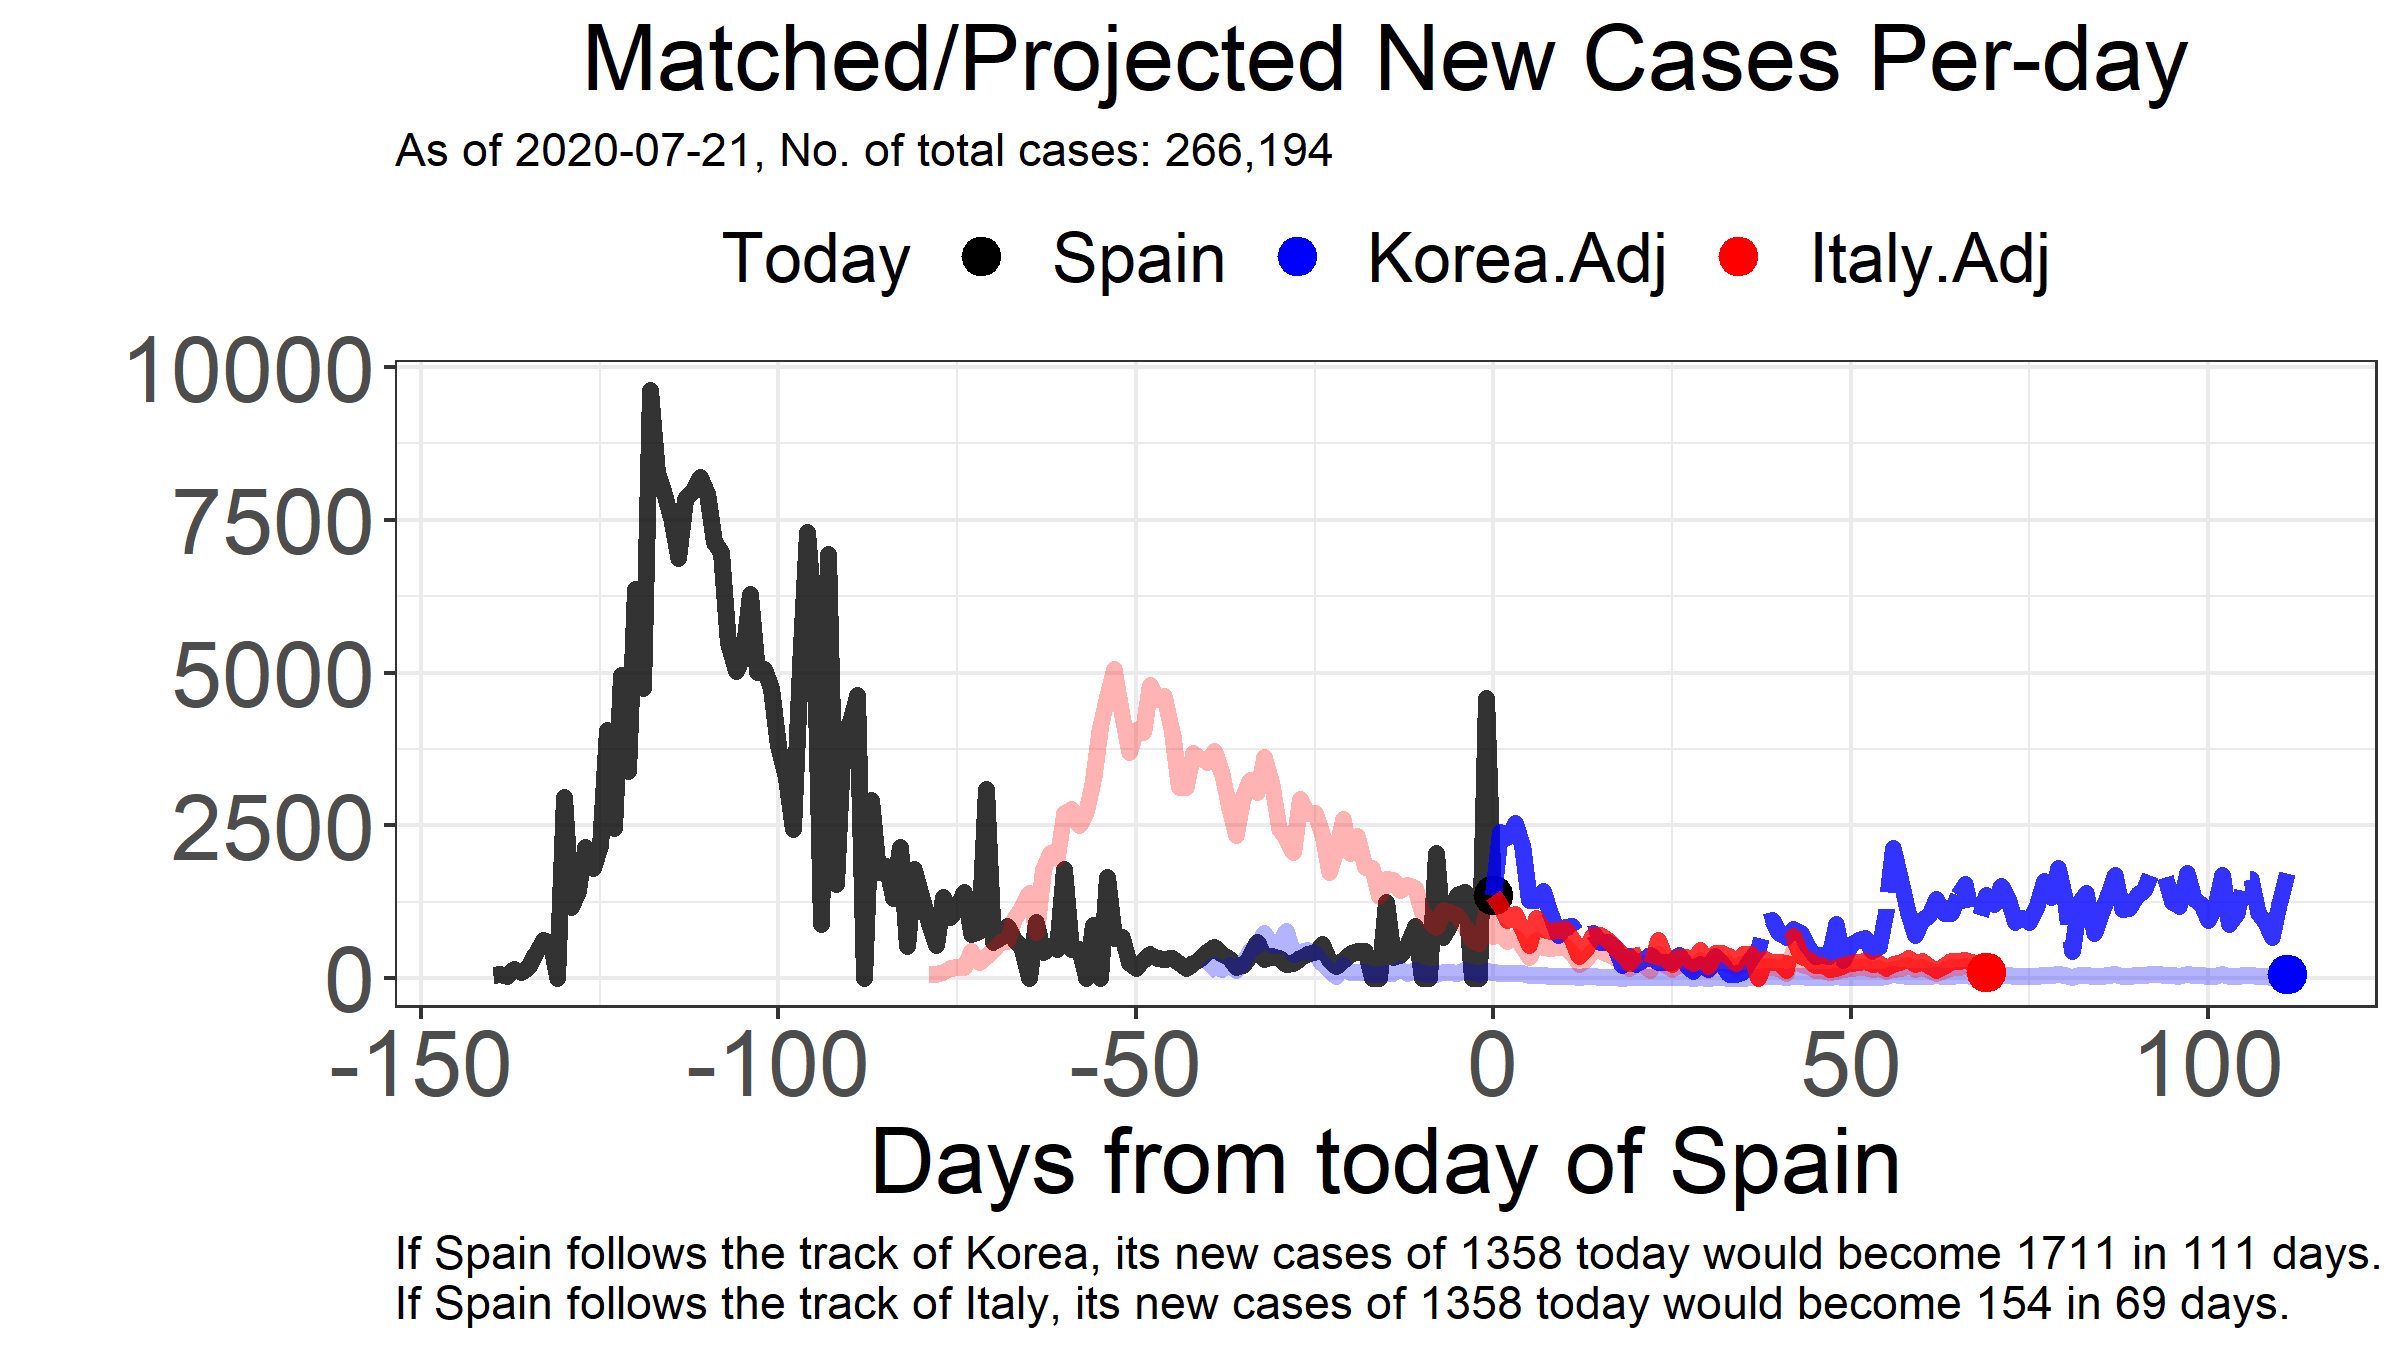 Matched/Projected New Cases Per-day
As of 2020-07-21, No. of total cases: 266,194
Today Spain Korea.Adj Italy.Adj
10000
7500
5000
2500
0
-150 -100 -50 0 50 100
Days from today of Spain
If Spain follows the track of Korea, its new cases of 1358 today would become 1711 in 111 days.
If Spain follows the track of Italy, its new cases of 1358 today would become 154 in 69 days.